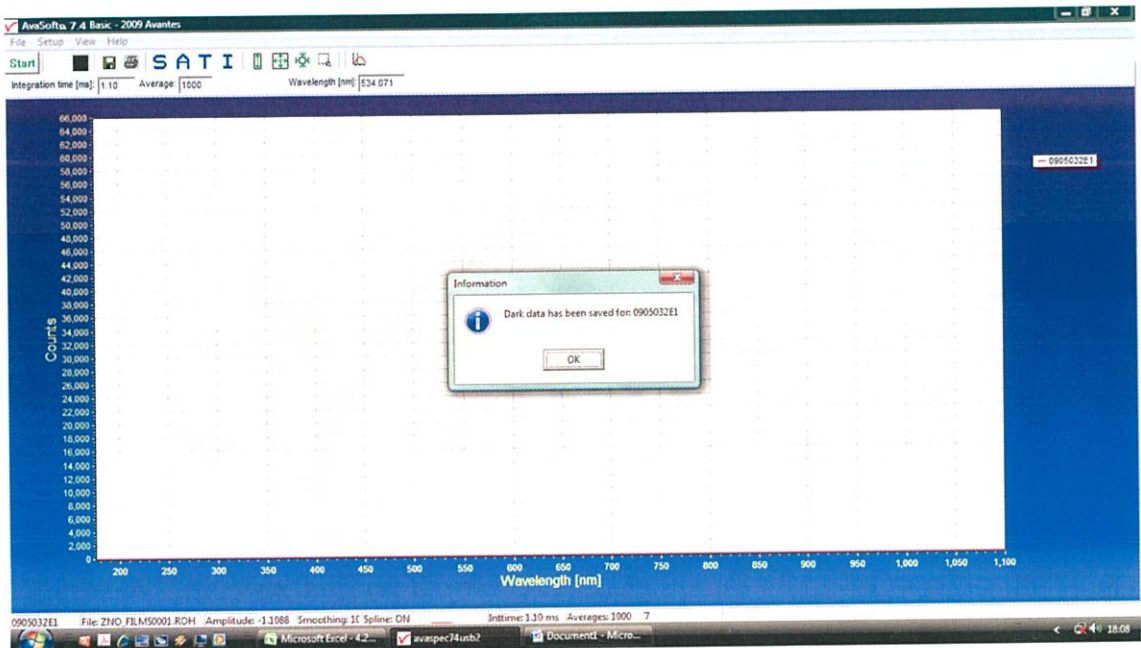 AvaSoft® 7.4 Basic - 2009 Avantes
File Setup View Help
Start S A T I
Integration time [ms]: 1.10 Average: 1000 Wavelength [nm]: 534.071
66,000
64,000
62,000
60,000
58,000
56,000
54,000
52,000
50,000
48,000
46,000
44,000
42,000
40,000
38,000
36,000
34,000
32,000
30,000
28,000
26,000
24,000
22,000
20,000
18,000
16,000
14,000
12,000
10,000
8,000
6,000
4,000
2,000
0
Counts
0905032E1
Information
Dark data has been saved for: 0905032E1
OK
200 250 300 350 400 450 500 550 600 650 700 750 800 850 900 950 1,000 1,050 1,100
Wavelength [nm]
0905032E1 File: ZNO_FILMS0001.ROH Amplitude: -1.1988 Smoothing: 10 Spline: ON Inttime: 1.10 ms Averages: 1000 7
Microsoft Excel - 4.2... avaspec74usb2 Document1 - Micro... 18:08